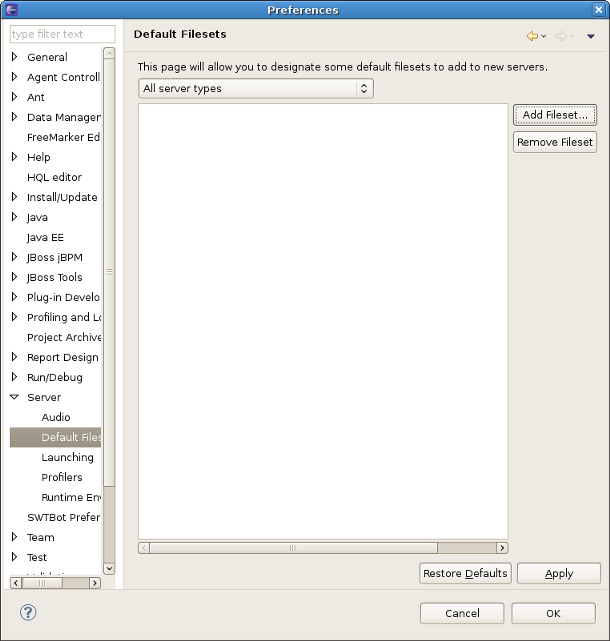 Preferences
type filter text
General
Agent Controll
Ant
Data Manager
FreeMarker Ed
Help
HQL editor
Install/Update
Java
Java EE
JBoss jBPM
JBoss Tools
Plug-in Develo
Profiling and Lo
Project Archive
Report Design
Run/Debug
Server
Audio
Default Files
Launching
Profilers
Runtime Env
SWTBot Prefer
Team
Test
Default Filesets
This page will allow you to designate some default filesets to add to new servers.
All server types
Add Fileset...
Remove Fileset
Restore Defaults
Apply
?
Cancel
OK